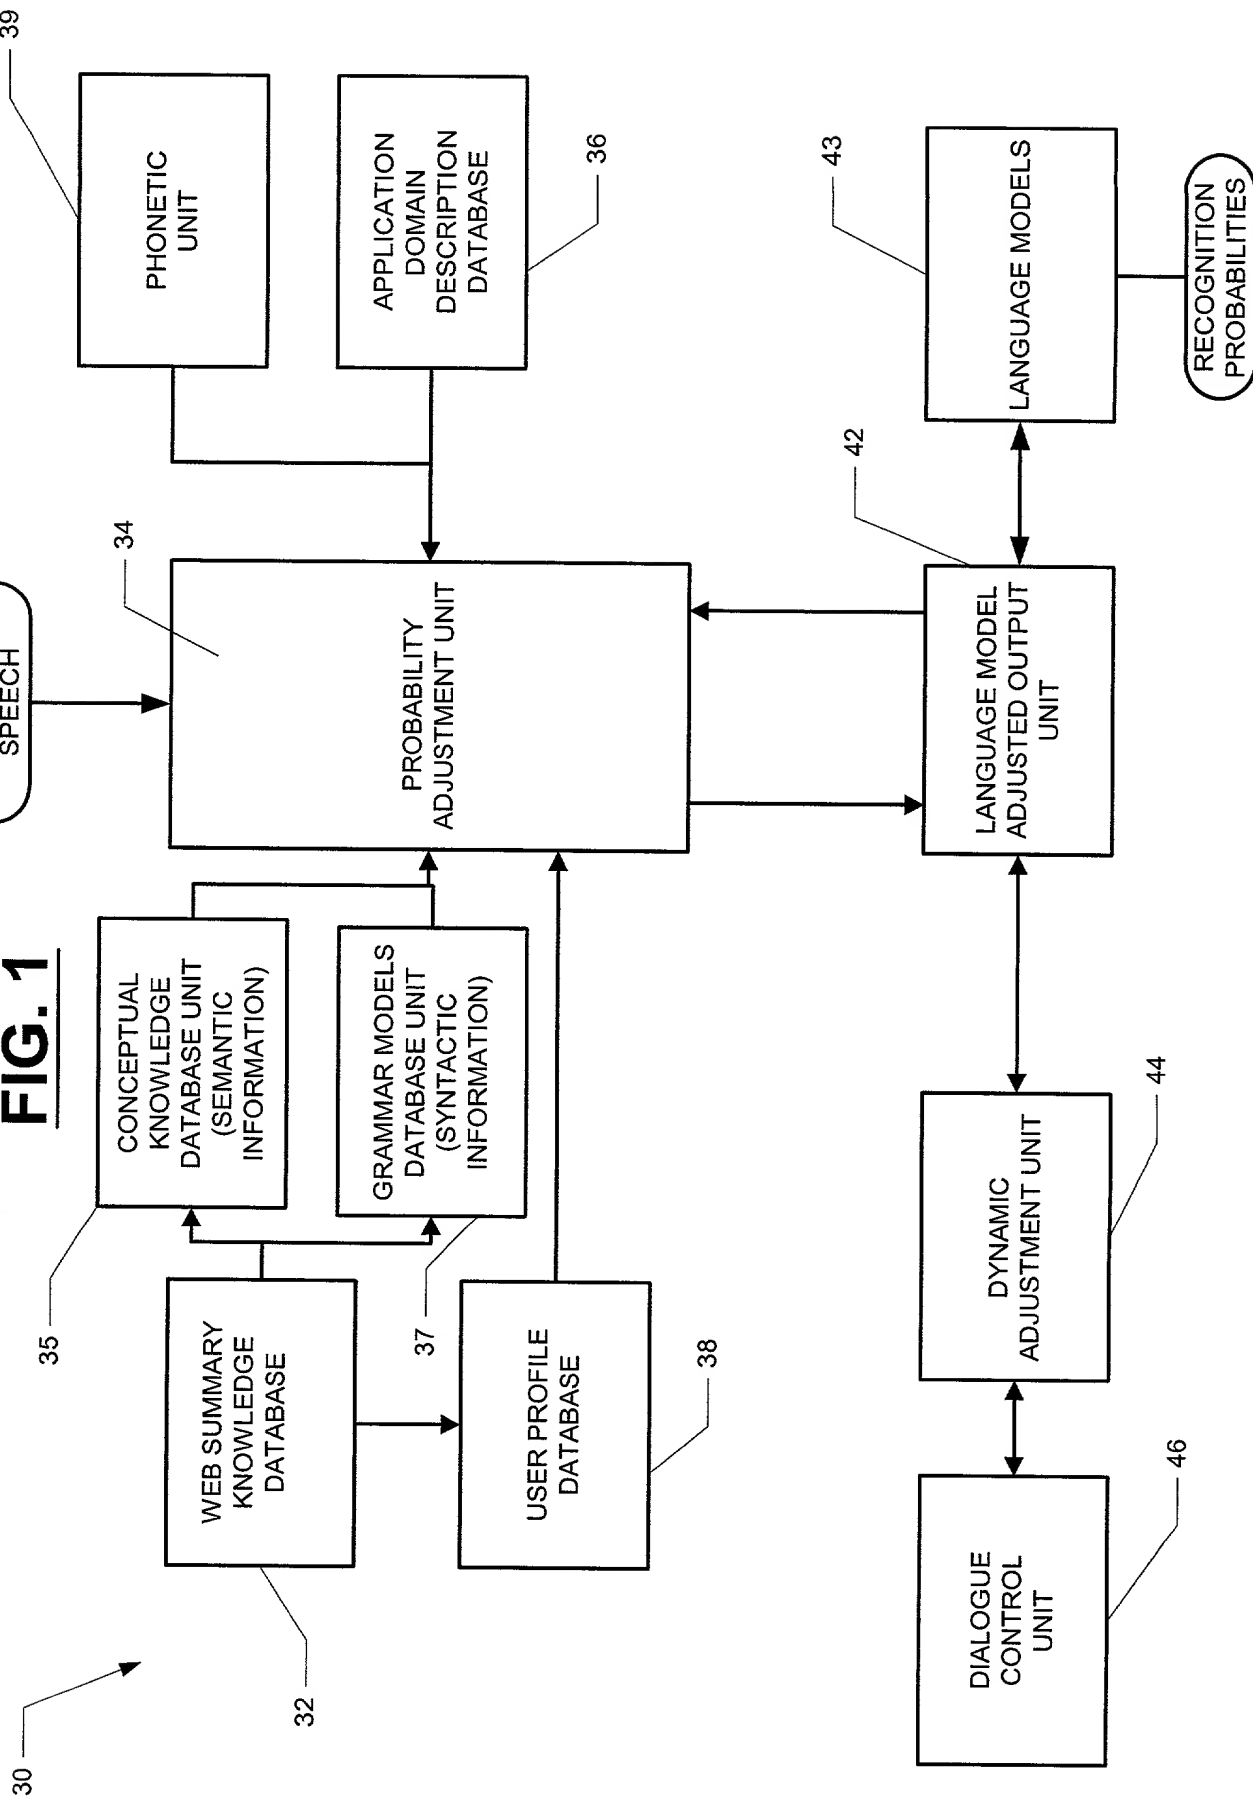 30
FIG. 1
SPEECH
39
35
34
CONCEPTUAL
KNOWLEDGE
DATABASE UNIT
(SEMANTIC
INFORMATION)
PHONETIC
UNIT
WEB SUMMARY
KNOWLEDGE
DATABASE
32
GRAMMAR MODELS
DATABASE UNIT
(SYNTACTIC
INFORMATION)
37
PROBABILITY
ADJUSTMENT UNIT
APPLICATION
DOMAIN
DESCRIPTION
DATABASE
36
USER PROFILE
DATABASE
38
42
43
DIALOGUE
CONTROL
UNIT
46
DYNAMIC
ADJUSTMENT UNIT
44
LANGUAGE MODEL
ADJUSTED OUTPUT
UNIT
LANGUAGE MODELS
RECOGNITION
PROBABILITIES